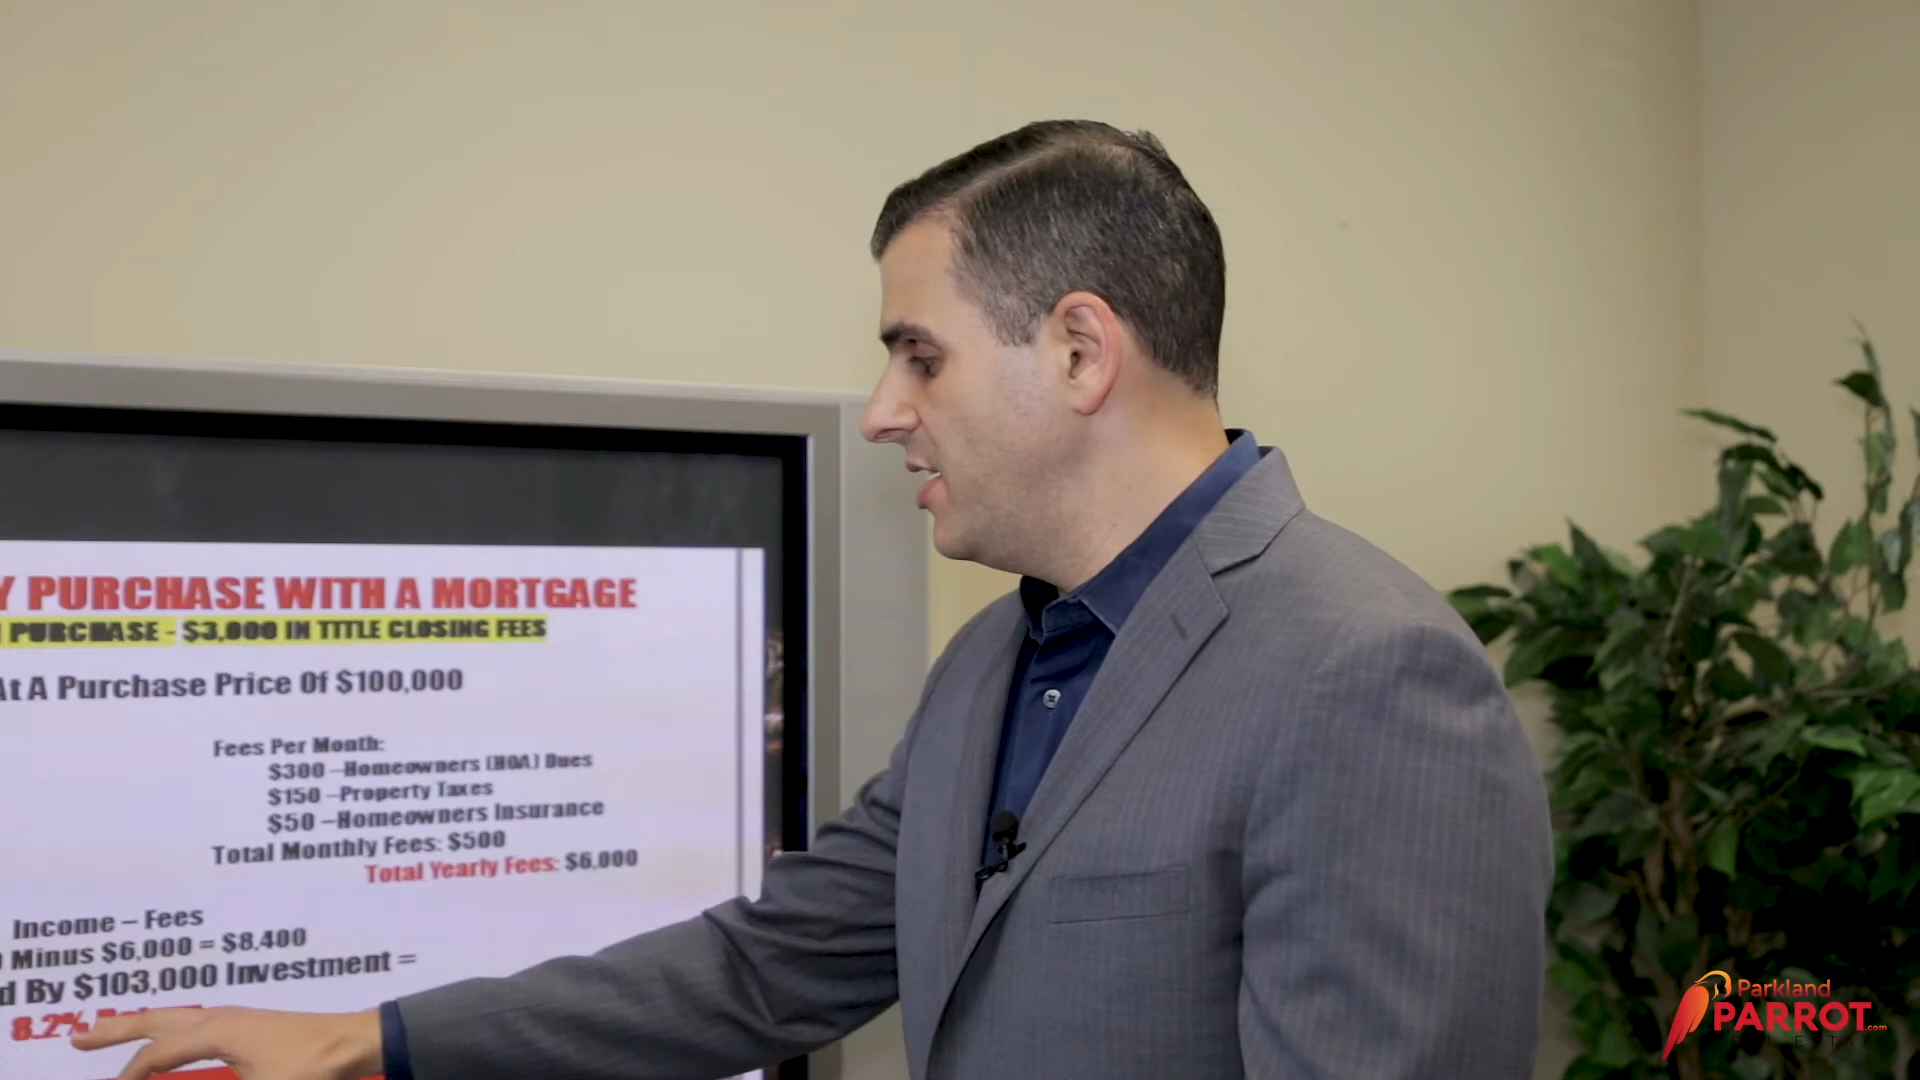 Y PURCHASE WITH A MORTGAGE
PURCHASE - $3,000 IN TITLE CLOSING FEES
At A Purchase Price Of $100,000
Fees Per Month:
$300 –Homeowners (HOA) Dues
$150 –Property Taxes
$50 –Homeowners Insurance
Total Monthly Fees: $500
Total Yearly Fees: $6,000
Income – Fees
Minus $6,000 = $8,400
d By $103,000 Investment =
8.2%
Parkland
PARROT.com